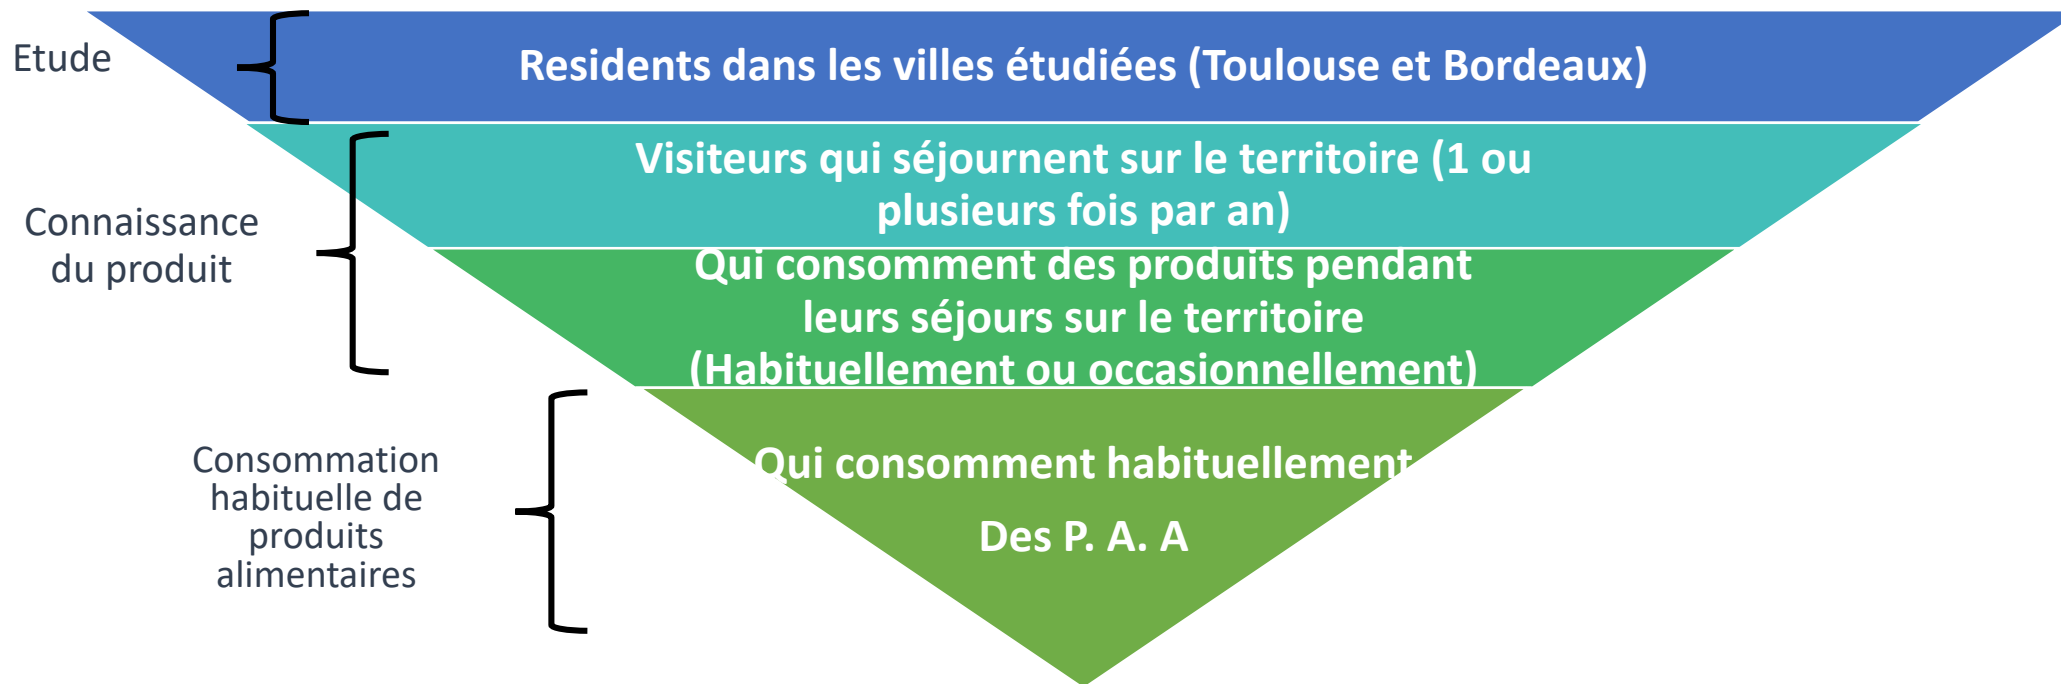 Etude
Residents dans les villes étudiées (Toulouse et Bordeaux)
Visiteurs qui séjournent sur le territoire (1 ou
plusieurs fois par an)
Connaissance
du produit
Qui consomment des produits pendant
leurs séjours sur le territoire
(Habituellement ou occasionnellement)
Consommation
habituelle de
produits
alimentaires
Qui consomment habituellement
Des P. A. A